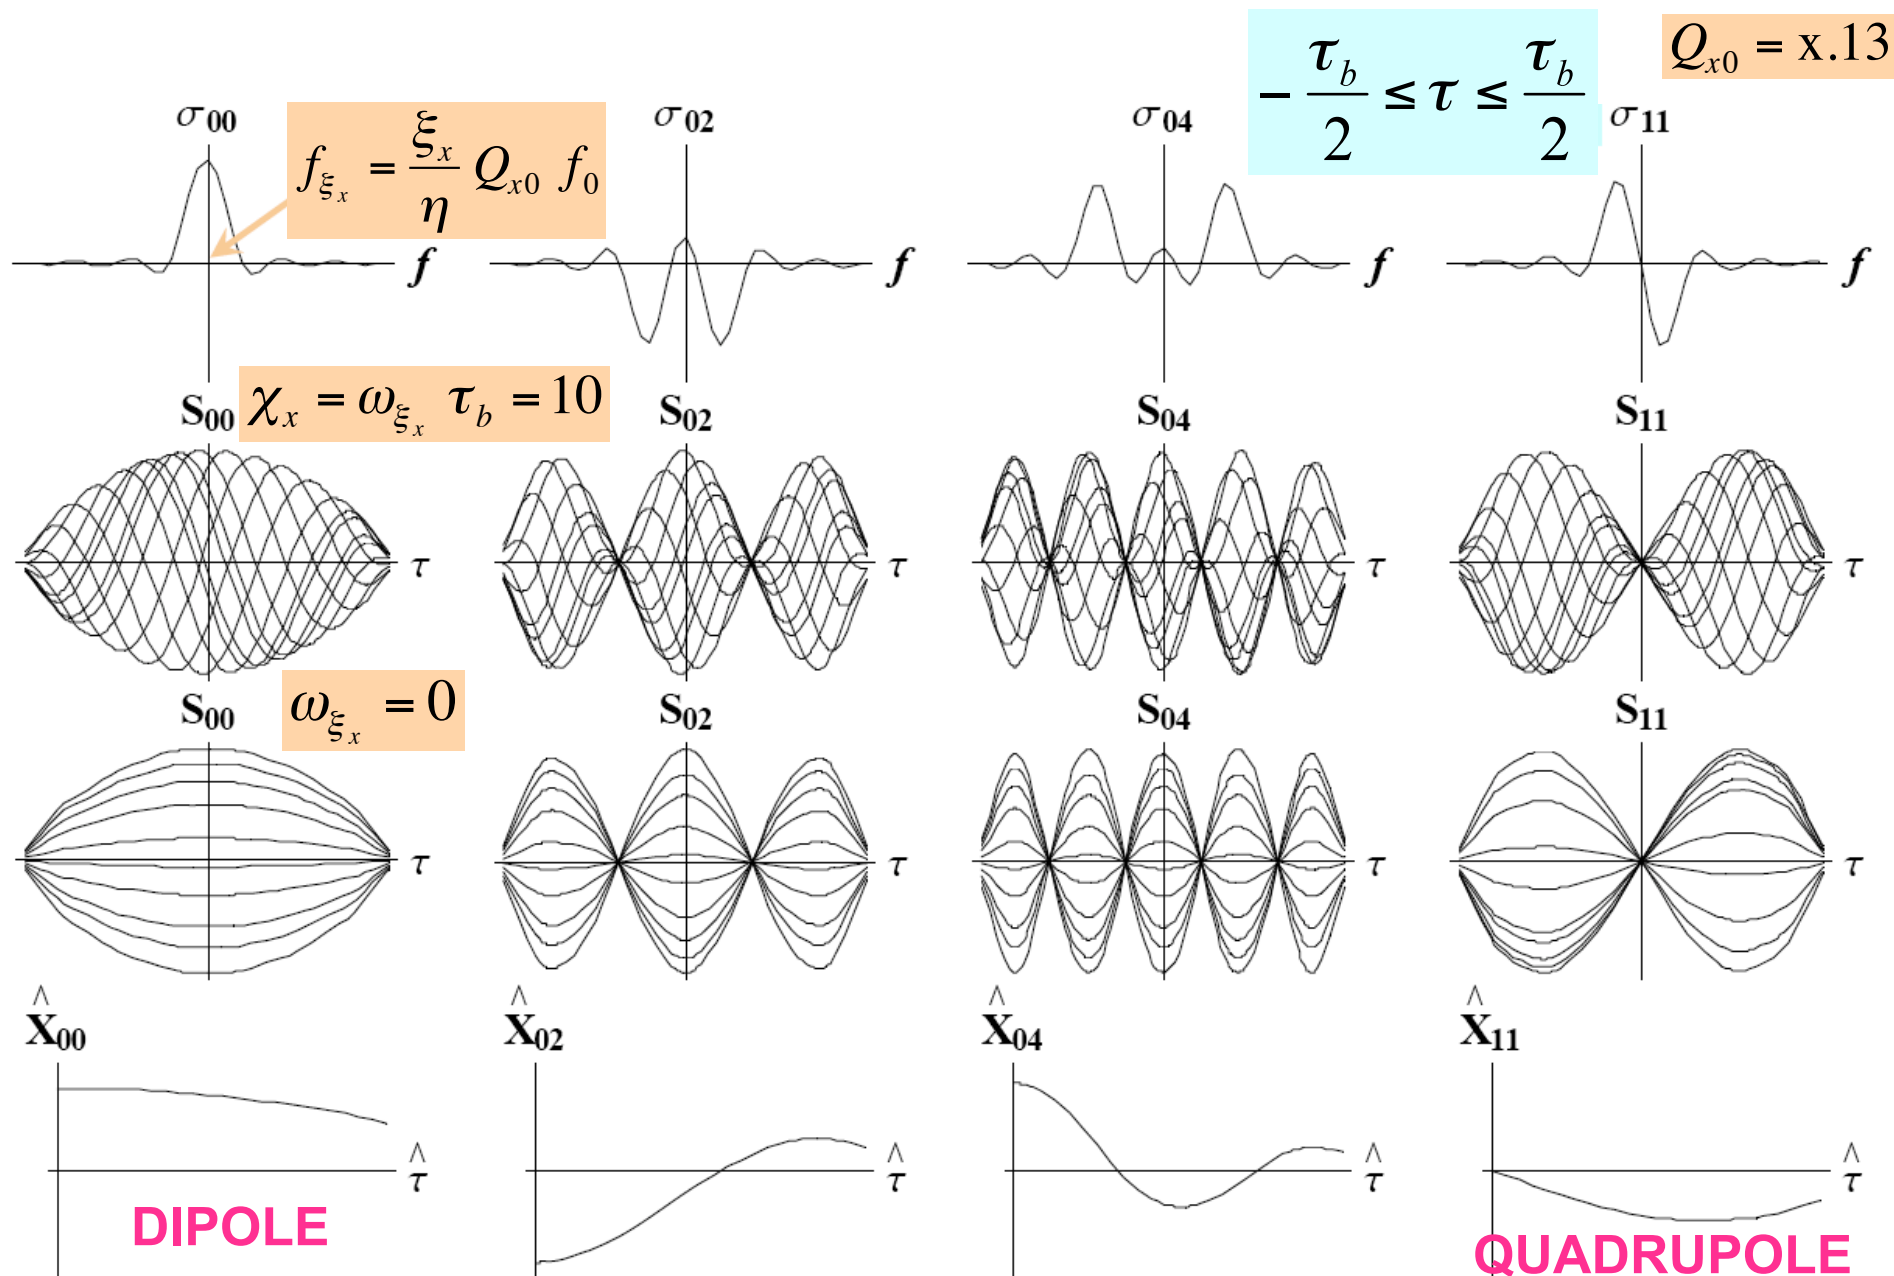 −τ_b/2 ≤ τ ≤ τ_b/2
Q_x0 = x.13
σ00
σ02
σ04
σ11
f_ξx = ξ_x/η Q_x0 f_0
f
f
f
f
χ_x = ω_ξx τ_b = 10
S00
S02
S04
S11
τ
τ
τ
τ
ω_ξx = 0
S00
S02
S04
S11
τ
τ
τ
τ
X̂00
X̂02
X̂04
X̂11
τ̂
τ̂
τ̂
τ̂
DIPOLE
QUADRUPOLE